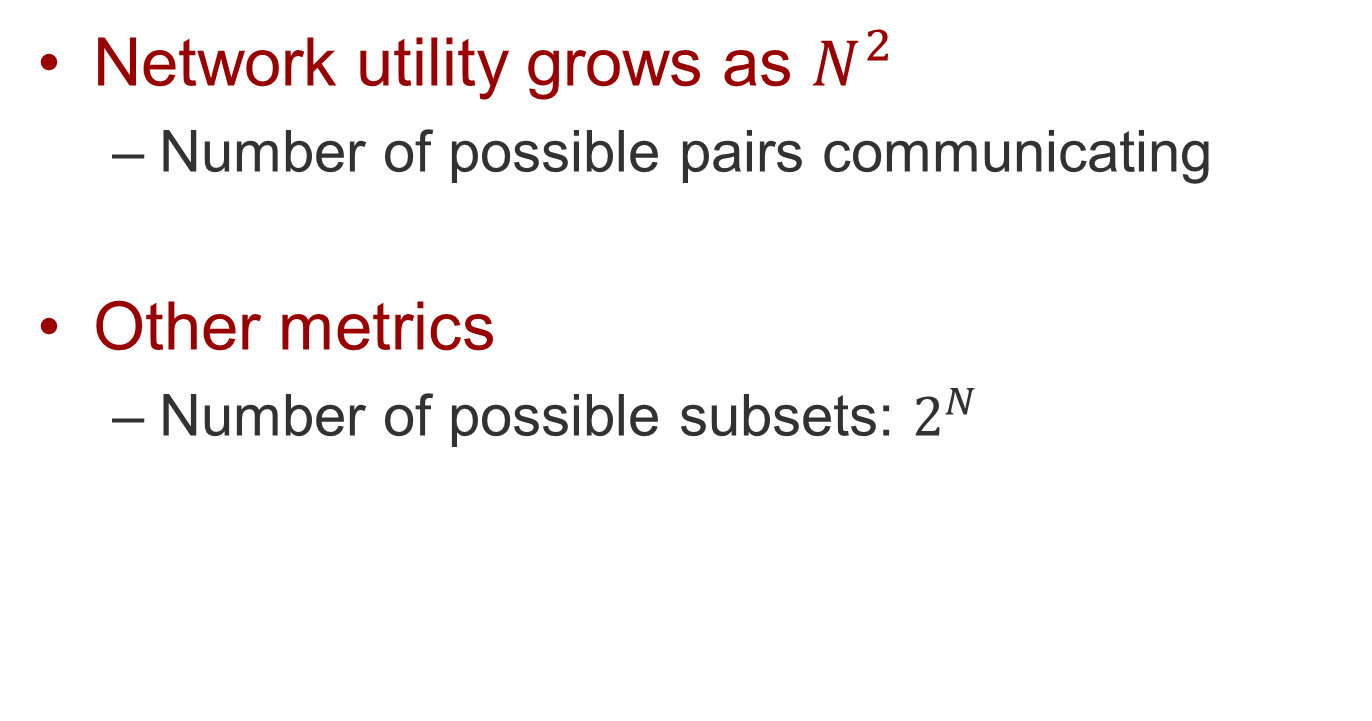 • Network utility grows as N²
– Number of possible pairs communicating
• Other metrics
– Number of possible subsets: 2ᴺ